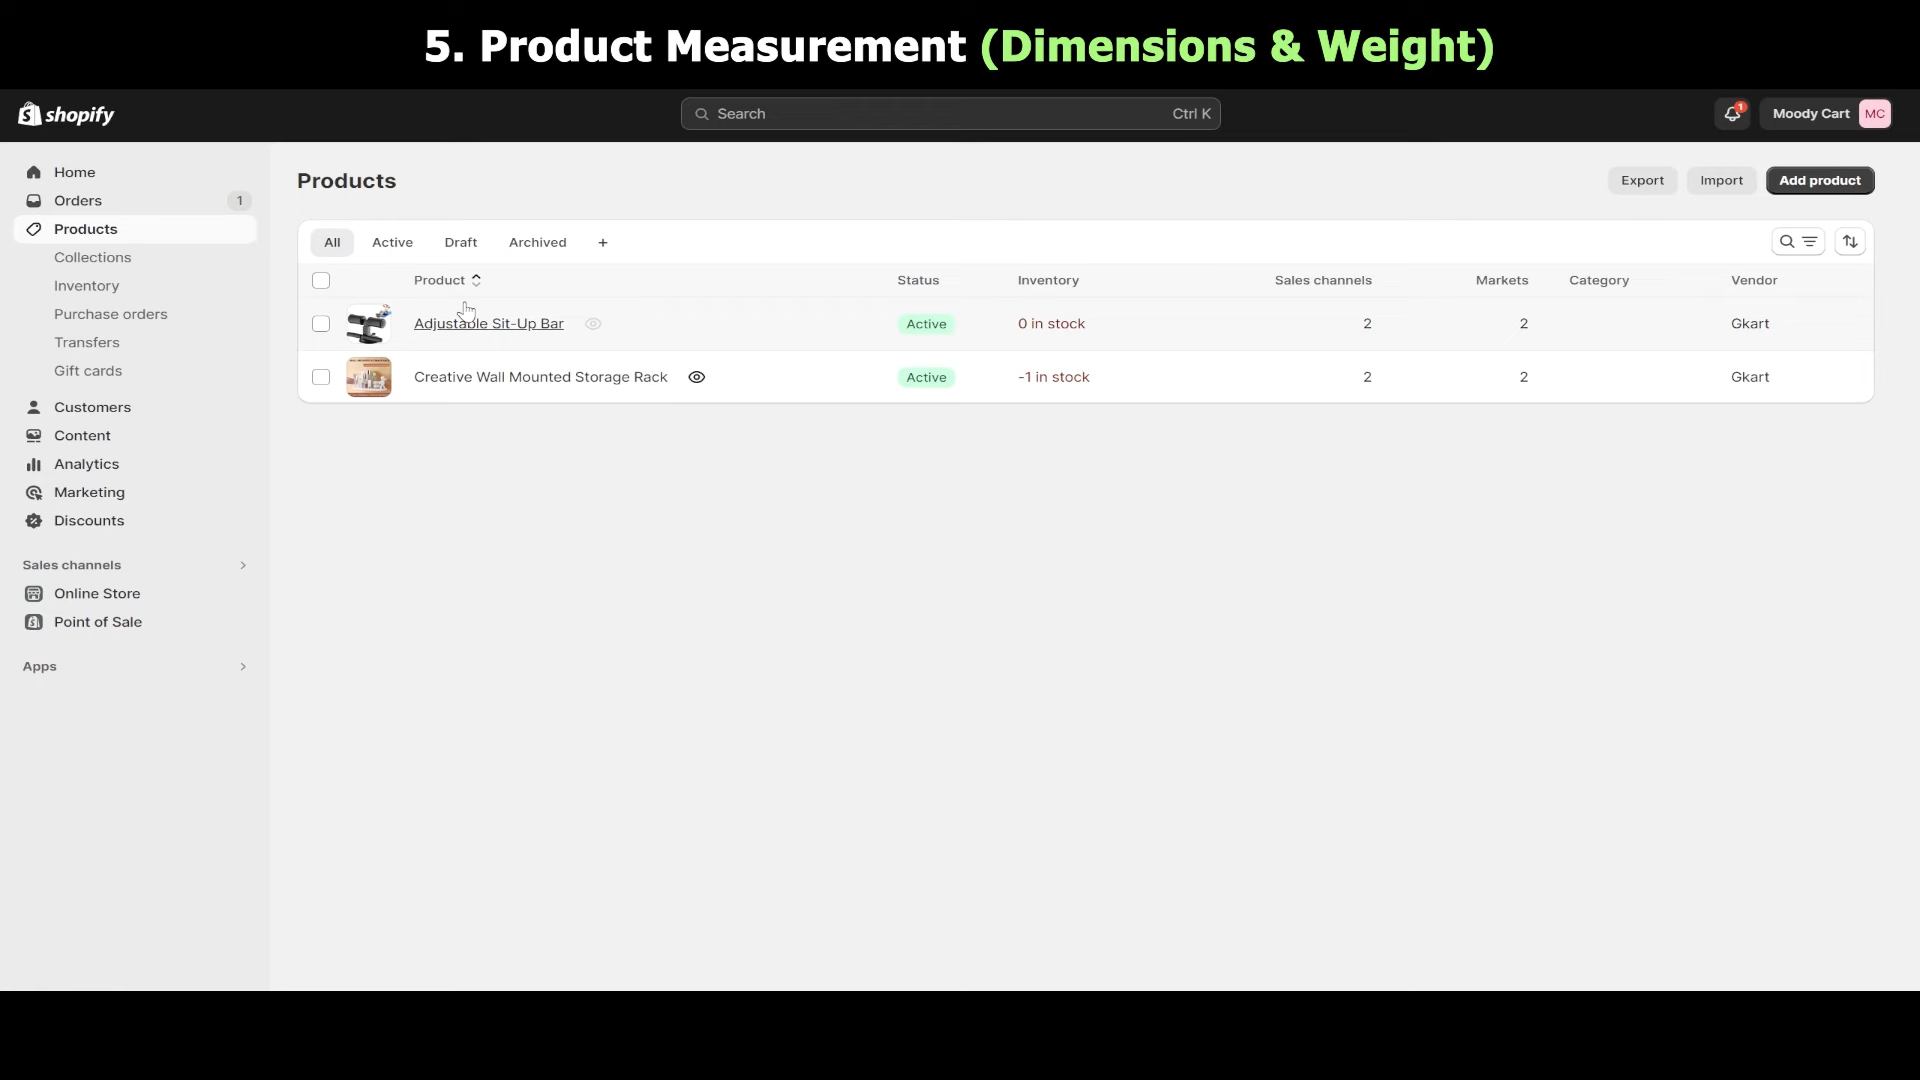 5. Product Measurement (Dimensions & Weight)
shopify
Search Ctrl K
1
Moody Cart MC
Home
Orders 1
Products
Collections
Inventory
Purchase orders
Transfers
Gift cards
Customers
Content
Analytics
Marketing
Discounts
Sales channels
Online Store
Point of Sale
Apps
Products
Export Import Add product
All Active Draft Archived +
Product Status Inventory Sales channels Markets Category Vendor
Adjustable Sit-Up Bar Active 0 in stock 2 2 Gkart
Creative Wall Mounted Storage Rack Active -1 in stock 2 2 Gkart